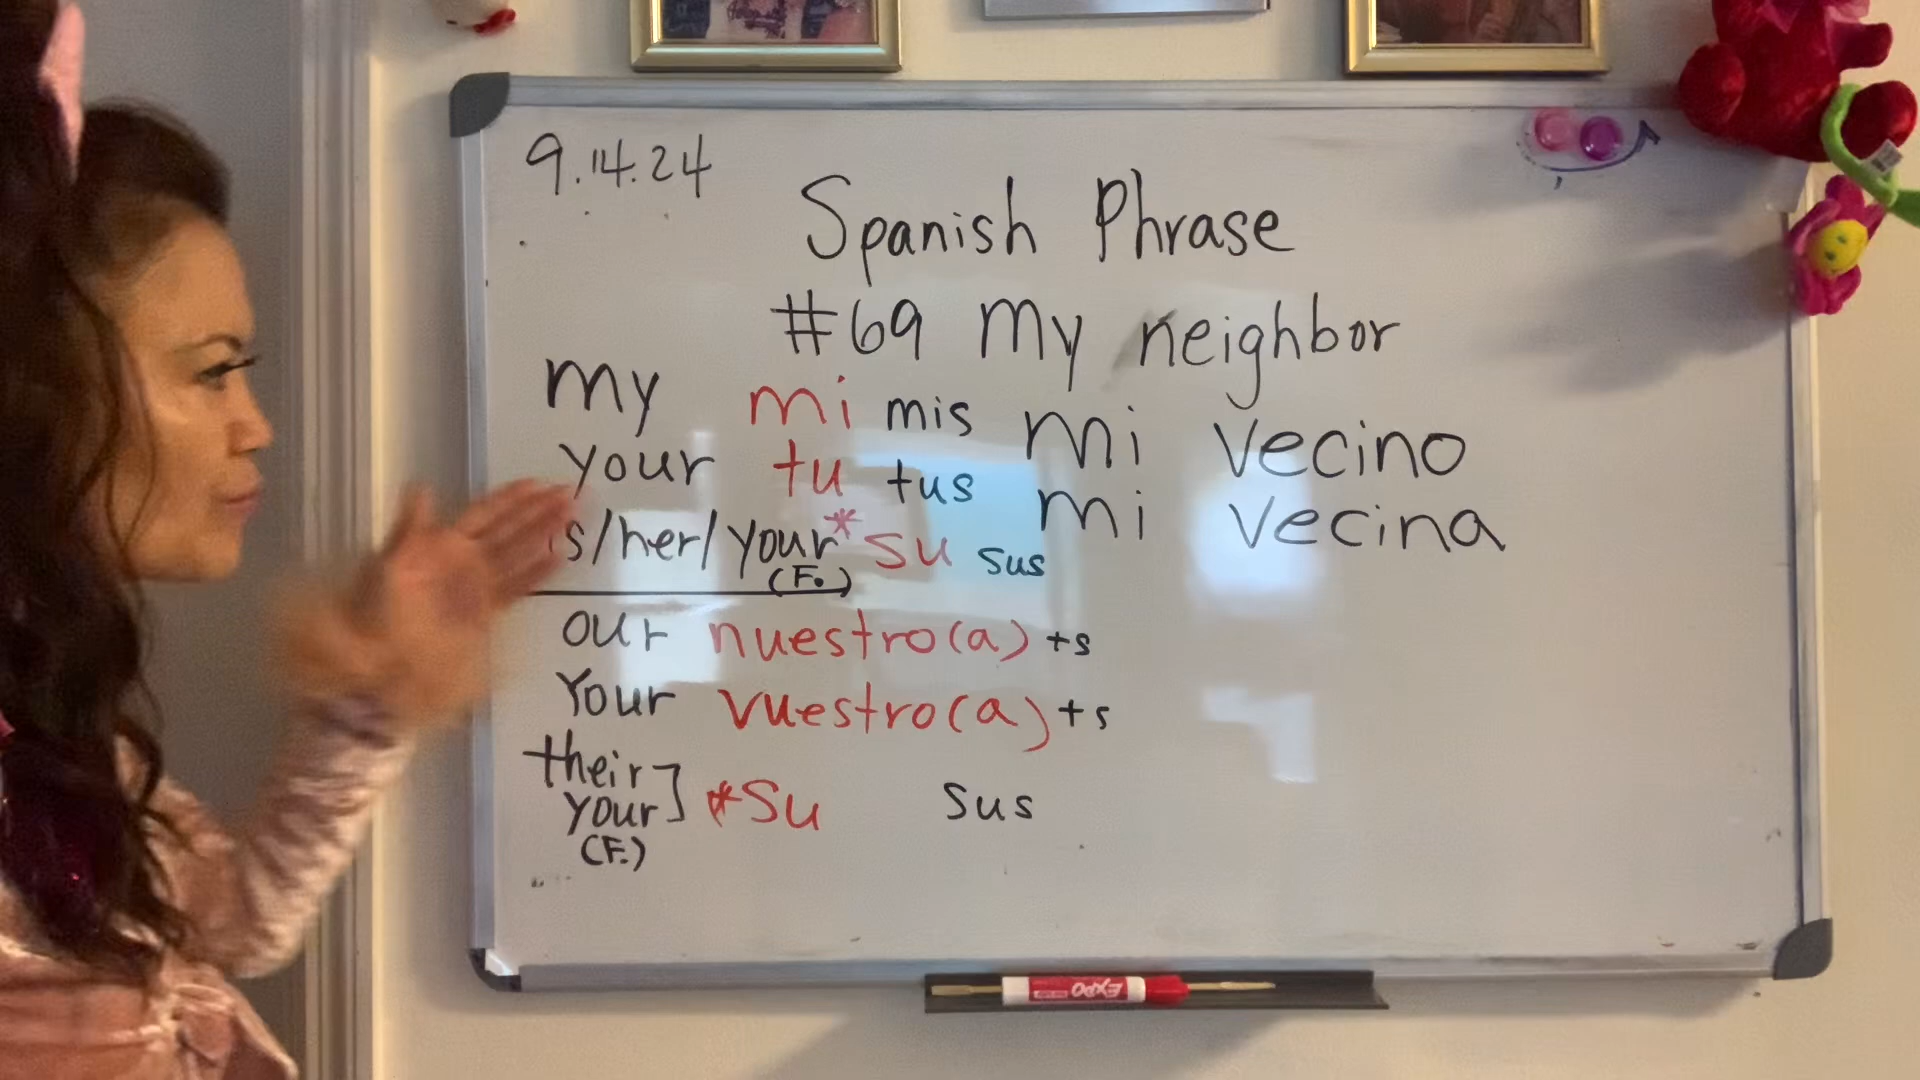 9.14.24
Spanish Phrase
#69 My neighbor
my mi mis mi vecino
your tu tus mi vecina
is/her/your* su sus
(F.)
our nuestro(a) +s
Your vuestro(a) +s
their
your] *Su Sus
(F.)
EXPO